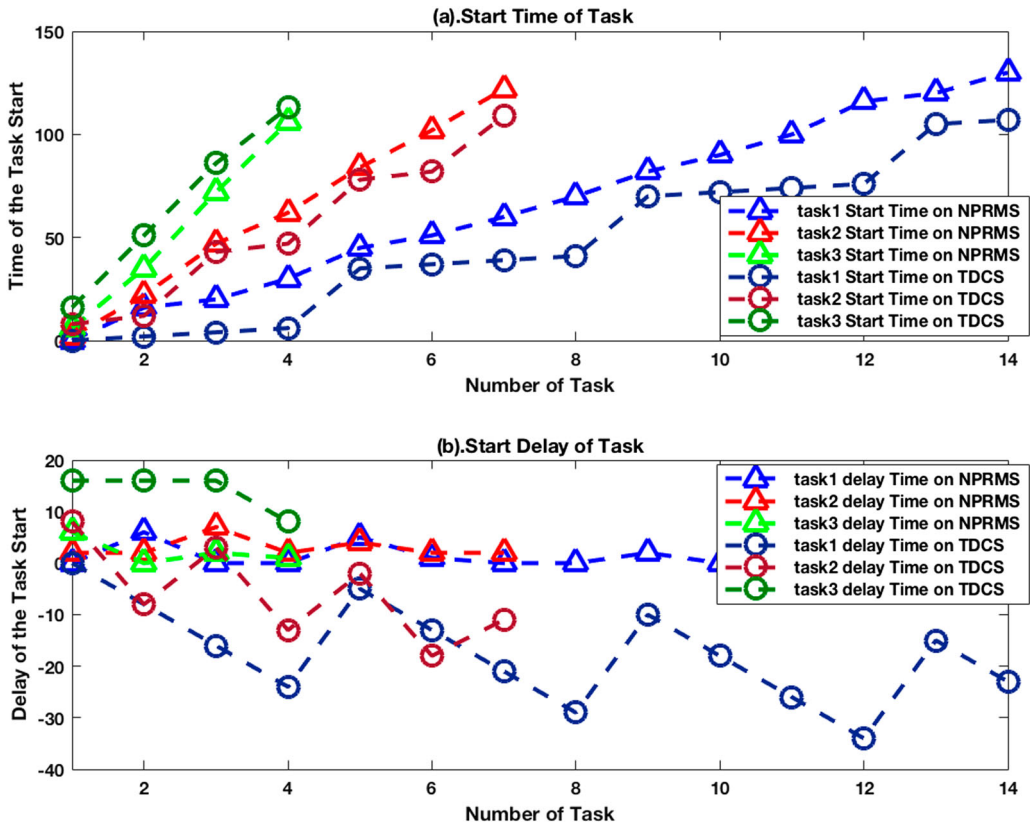 (a).Start Time of Task
150
100
50
0
Time of the Task Start
task1 Start Time on NPRMS
task2 Start Time on NPRMS
task3 Start Time on NPRMS
task1 Start Time on TDCS
task2 Start Time on TDCS
task3 Start Time on TDCS
2 4 6 8 10 12 14
Number of Task
(b).Start Delay of Task
20
10
0
-10
-20
-30
-40
Delay of the Task Start
task1 delay Time on NPRMS
task2 delay Time on NPRMS
task3 delay Time on NPRMS
task1 delay Time on TDCS
task2 delay Time on TDCS
task3 delay Time on TDCS
2 4 6 8 10 12 14
Number of Task